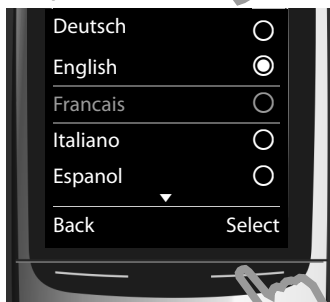 Deutsch
English
Francais
Italiano
Espanol
Back Select